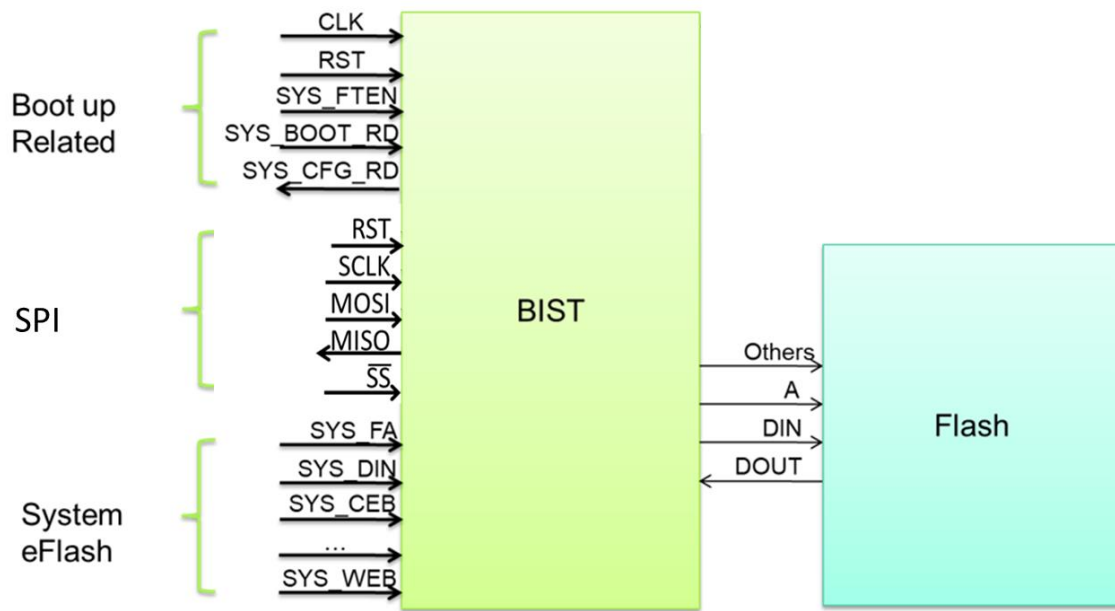 CLK
RST
SYS_FTEN
Boot up
Related
SYS_BOOT_RD
SYS_CFG_RD
RST
SCLK
SPI
MOSI
MISO
SS
BIST
Others
A
DIN
DOUT
Flash
SYS_FA
SYS_DIN
System
eFlash
SYS_CEB
...
SYS_WEB